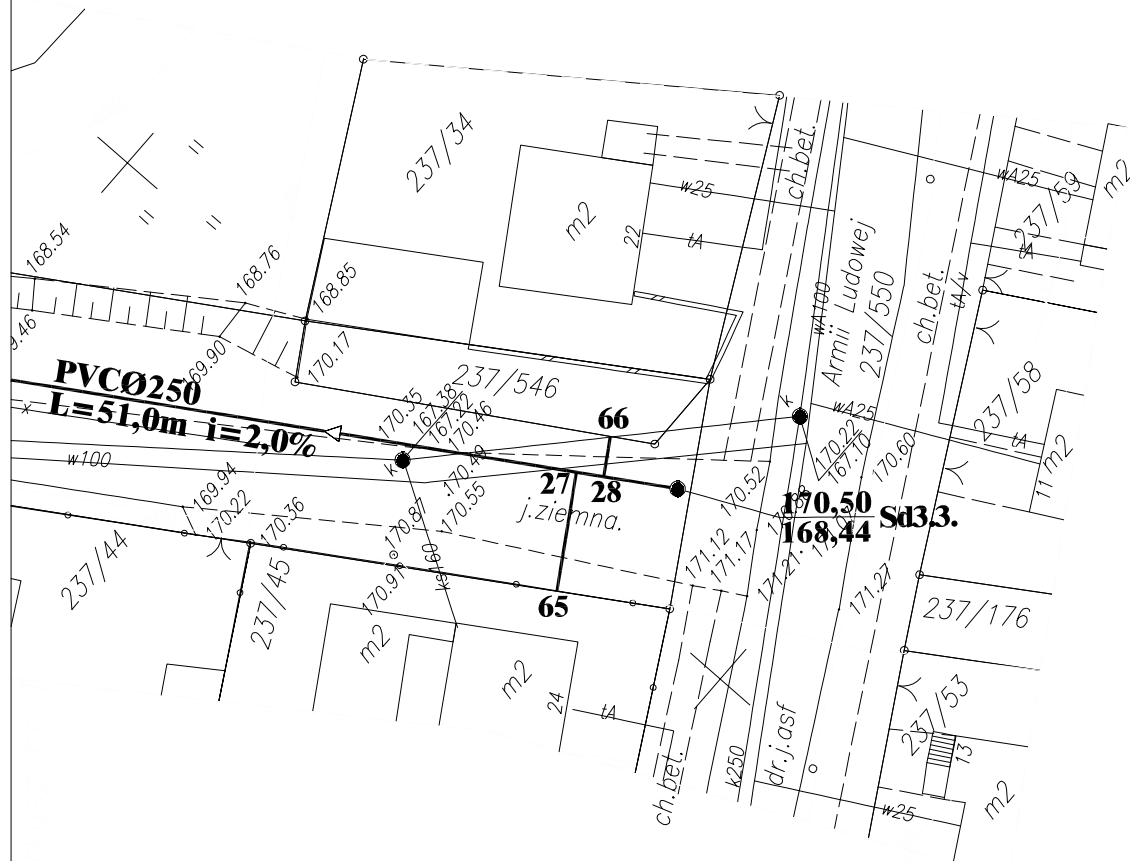 237/34
ch.bet.
m2
w25
wA25
237/59
m2
22
tA
tA
168.54
168.76
168.85
Armii Ludowej
237/550
wA100
ch.bet.
tA/v
170.17
PVCØ250
L=51,0m i=2,0%
237/546
170.35
167.38
167.22
170.46
66
k
wA25
237/58
tA
m2
11
w100
k
27
28
170.49
170.55
j.ziemna.
170.52
170.22
167.10
170.60
170,50
168,44
Sd3.3.
169.94
170.22
170.36
170.87
170.91
ks160
65
171.12
171.17
171.21
171.27
237/44
237/45
237/176
m2
m2
24
tA
237/53
13
m2
ch.bet.
k250
dr.j.asf
w25